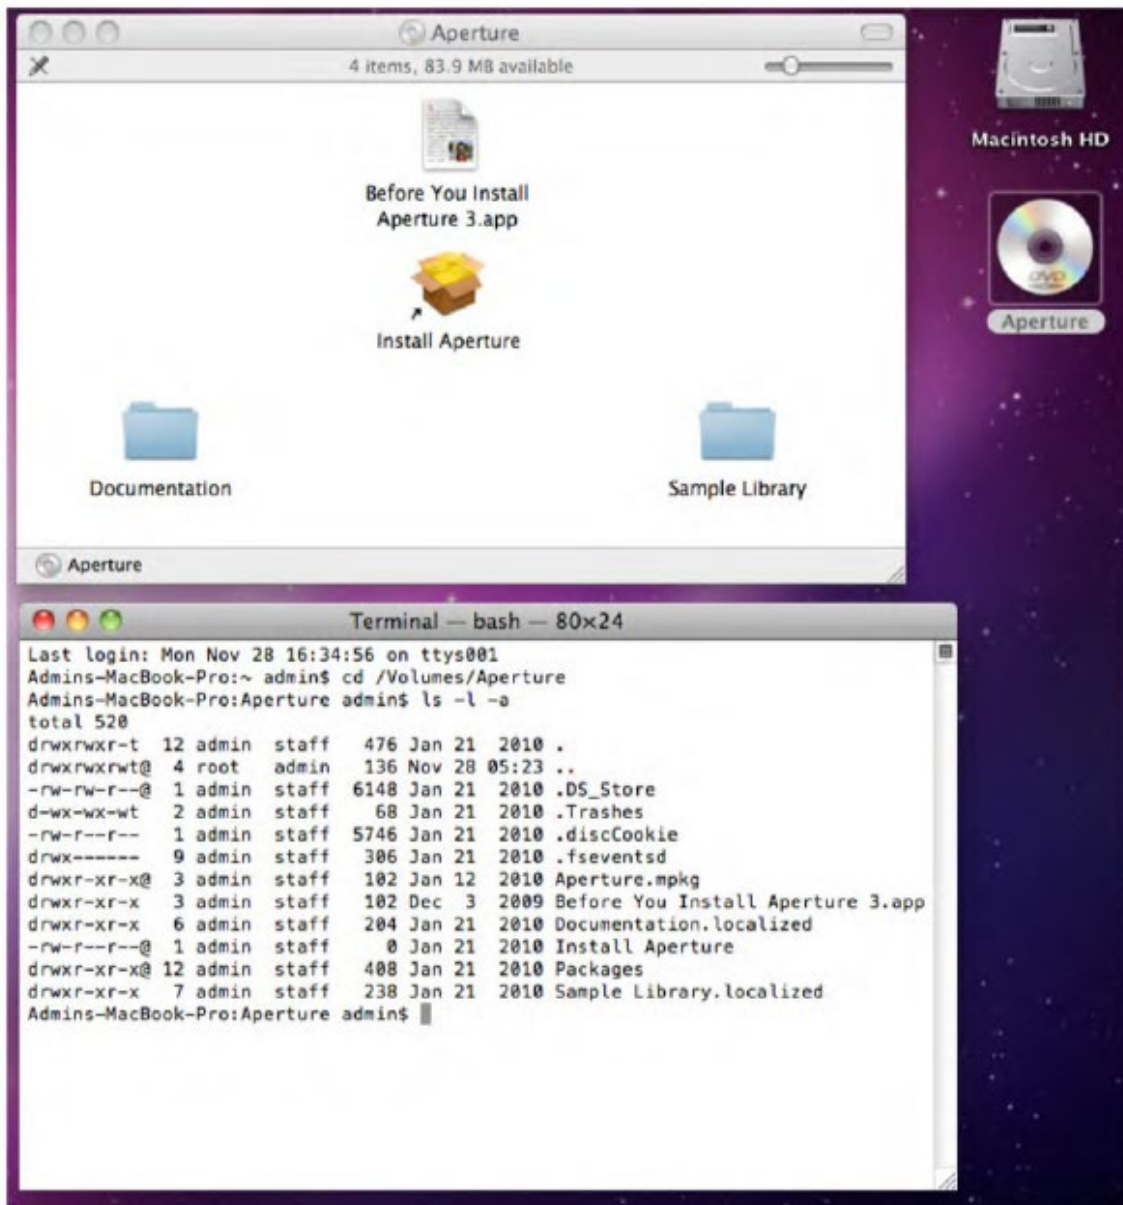 Aperture
4 items, 83.9 MB available
Macintosh HD
Before You Install
Aperture 3.app
DVD
Aperture
Install Aperture
Documentation
Sample Library
Aperture
Terminal — bash — 80×24
Last login: Mon Nov 28 16:34:56 on ttys001
Admins-MacBook-Pro:~ admin$ cd /Volumes/Aperture
Admins-MacBook-Pro:Aperture admin$ ls -l -a
total 520
drwxrwxr-t 12 admin staff 476 Jan 21 2010 .
drwxrwxrwt@ 4 root admin 136 Nov 28 05:23 ..
-rw-rw-r--@ 1 admin staff 6148 Jan 21 2010 .DS_Store
d-wx-wx-wt 2 admin staff 68 Jan 21 2010 .Trashes
-rw-r--r-- 1 admin staff 5746 Jan 21 2010 .discCookie
drwx------ 9 admin staff 306 Jan 21 2010 .fseventsd
drwxr-xr-x@ 3 admin staff 102 Jan 12 2010 Aperture.mpkg
drwxr-xr-x 3 admin staff 102 Dec 3 2009 Before You Install Aperture 3.app
drwxr-xr-x 6 admin staff 204 Jan 21 2010 Documentation.localized
-rw-r--r--@ 1 admin staff 0 Jan 21 2010 Install Aperture
drwxr-xr-x@ 12 admin staff 408 Jan 21 2010 Packages
drwxr-xr-x 7 admin staff 238 Jan 21 2010 Sample Library.localized
Admins-MacBook-Pro:Aperture admin$